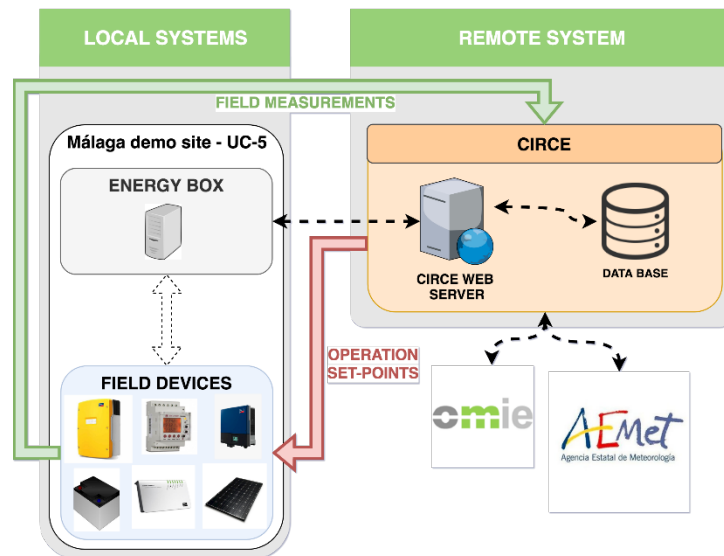 LOCAL SYSTEMS
REMOTE SYSTEM
FIELD MEASUREMENTS
Málaga demo site - UC-5
ENERGY BOX
CIRCE
CIRCE WEB
SERVER
DATA BASE
OPERATION
SET-POINTS
FIELD DEVICES
omie
AEMet
Agencia Estatal de Meteorología